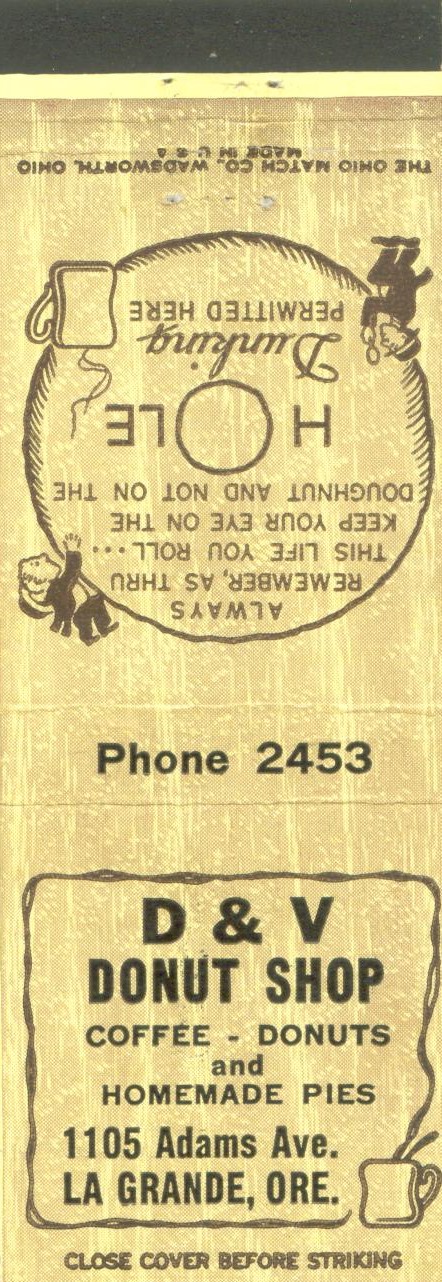 THE OHIO MATCH CO., WADSWORTH, OHIO
MADE IN U S A
ALWAYS
REMEMBER, AS THRU
THIS LIFE YOU ROLL...
KEEP YOUR EYE ON THE
DOUGHNUT AND NOT ON THE
HOLE
Dunking
PERMITTED HERE
Phone 2453
D & V
DONUT SHOP
COFFEE - DONUTS
and
HOMEMADE PIES
1105 Adams Ave.
LA GRANDE, ORE.
CLOSE COVER BEFORE STRIKING